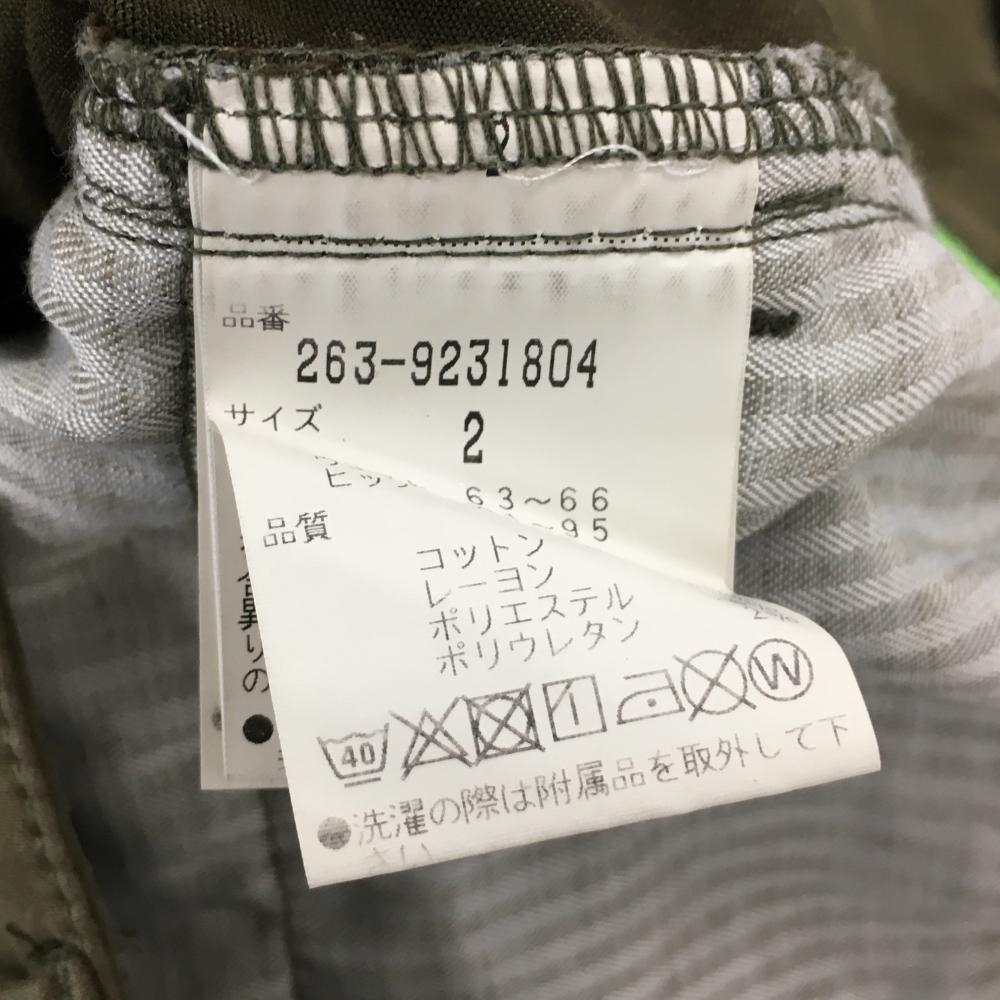 品番
263-9231804
サイズ
2
63~66
95
品質
コットン
レーヨン
ポリエステル
ポリウレタン
40
W
●洗濯の際は附属品を取外して下
さい